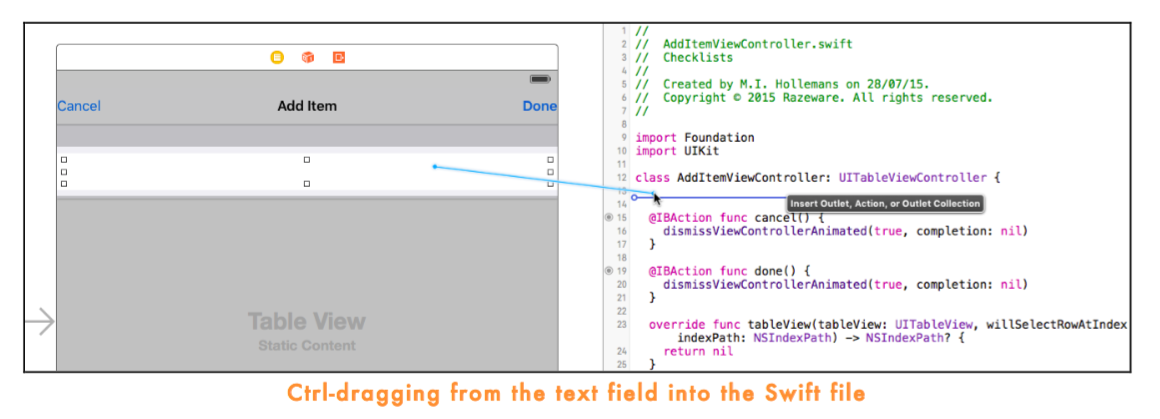 Cancel
Add Item
Done
Table View
Static Content
1 //
2 // AddItemViewController.swift
3 // Checklists
4 //
5 // Created by M.I. Hollemans on 28/07/15.
6 // Copyright © 2015 Razeware. All rights reserved.
7 //
8
9 import Foundation
10 import UIKit
11
12 class AddItemViewController: UITableViewController {
13
14
Insert Outlet, Action, or Outlet Collection
15 @IBAction func cancel() {
16 dismissViewControllerAnimated(true, completion: nil)
17 }
18
19 @IBAction func done() {
20 dismissViewControllerAnimated(true, completion: nil)
21 }
22
23 override func tableView(tableView: UITableView, willSelectRowAtIndex
indexPath: NSIndexPath) -> NSIndexPath? {
24 return nil
25 }
Ctrl-dragging from the text field into the Swift file